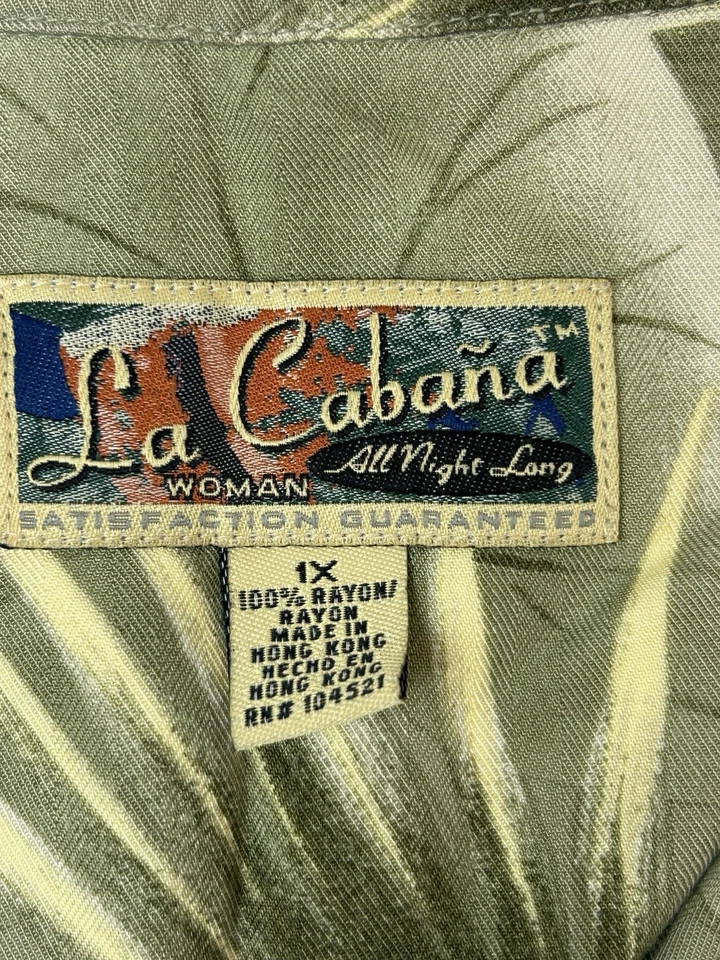 La Cabaña™
All Night Long
WOMAN
SATISFACTION GUARANTEED
1X
100% RAYON/
RAYON
MADE IN
HONG KONG
HECHO EN
HONG KONG
RN# 104521